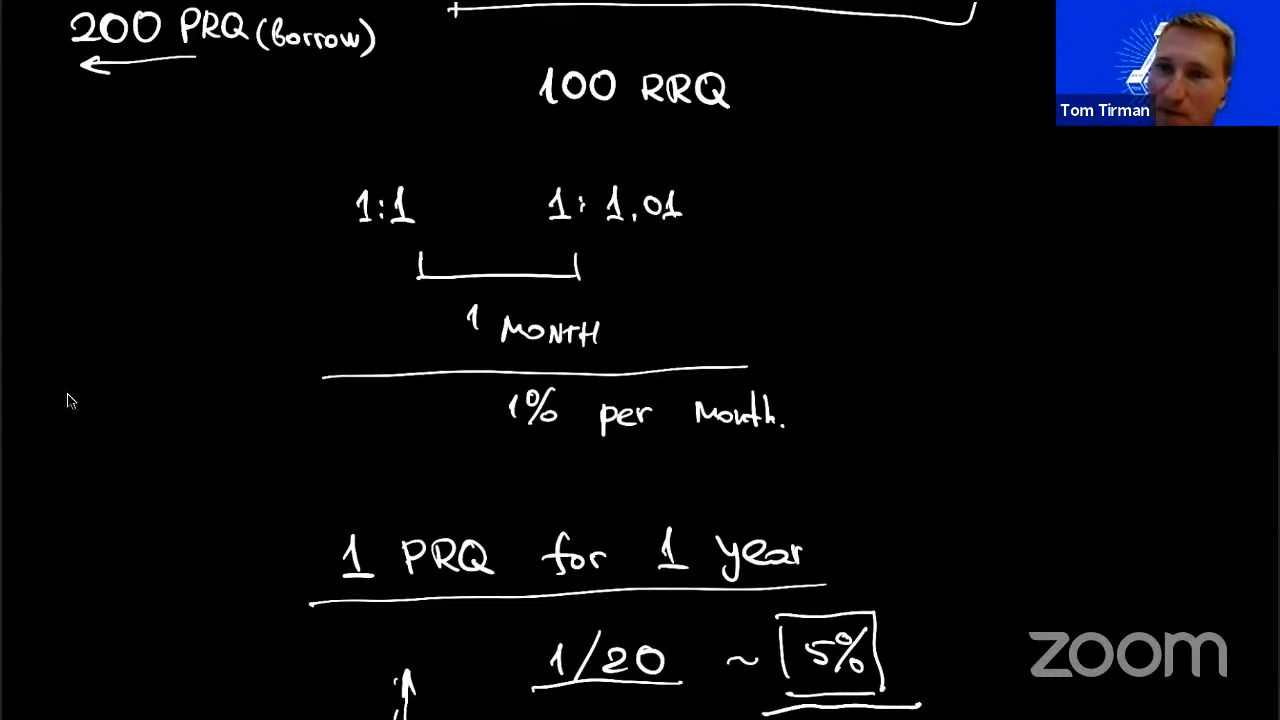 200 PRQ (borrow)
100 RRQ
Tom Tirman
1:1 1:1.01
1 MONTH
1% per Month.
1 PRQ for 1 year
1/20 ~ 5%
zoom